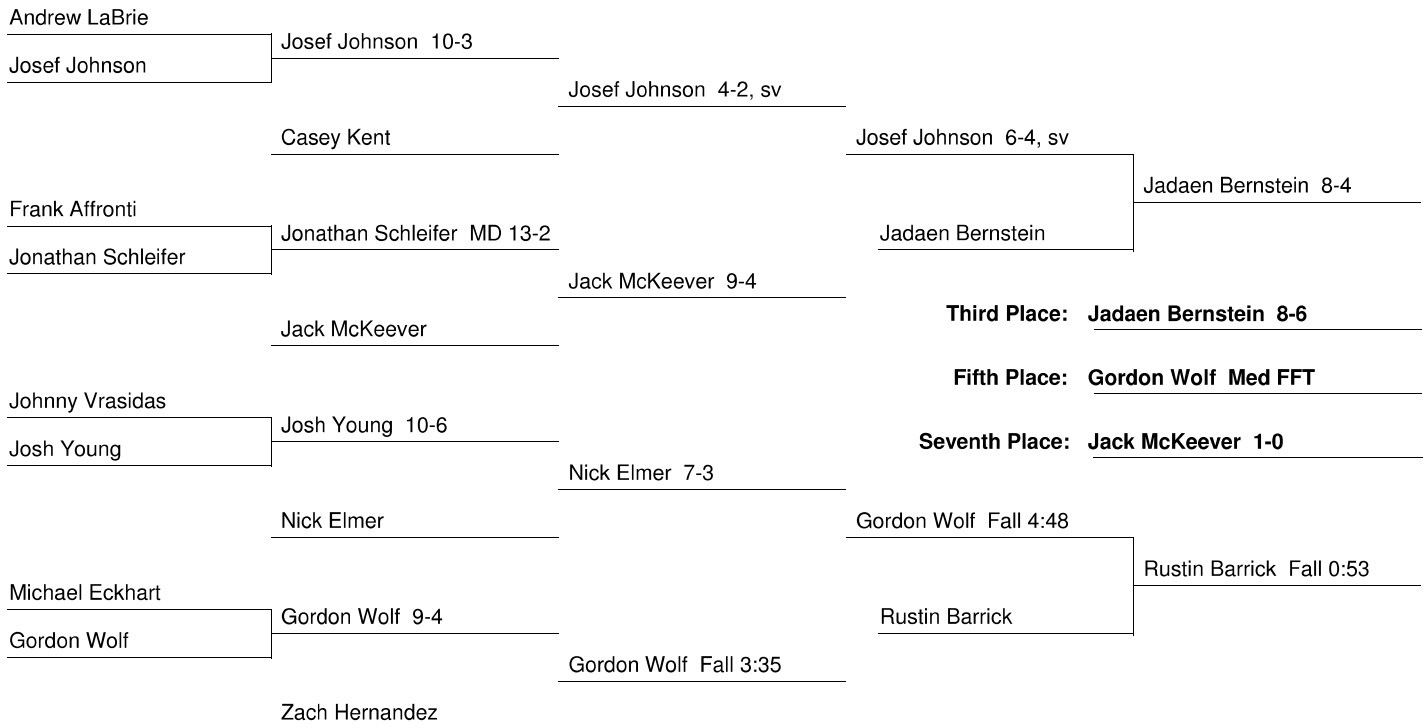 Andrew LaBrie
Josef Johnson 10-3
Josef Johnson
Josef Johnson 4-2, sv
Casey Kent
Josef Johnson 6-4, sv
Jadaen Bernstein 8-4
Frank Affronti
Jonathan Schleifer MD 13-2
Jadaen Bernstein
Jonathan Schleifer
Jack McKeever 9-4
Third Place: Jadaen Bernstein 8-6
Jack McKeever
Fifth Place: Gordon Wolf Med FFT
Johnny Vrasidas
Josh Young 10-6
Seventh Place: Jack McKeever 1-0
Josh Young
Nick Elmer 7-3
Nick Elmer
Gordon Wolf Fall 4:48
Rustin Barrick Fall 0:53
Michael Eckhart
Gordon Wolf 9-4
Rustin Barrick
Gordon Wolf
Gordon Wolf Fall 3:35
Zach Hernandez